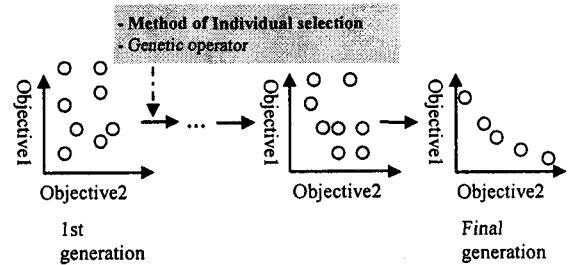 - Method of Individual selection
- Genetic operator
Objective1
Objective2
...
Objective1
Objective2
Objective1
Objective2
1st
generation
Final
generation